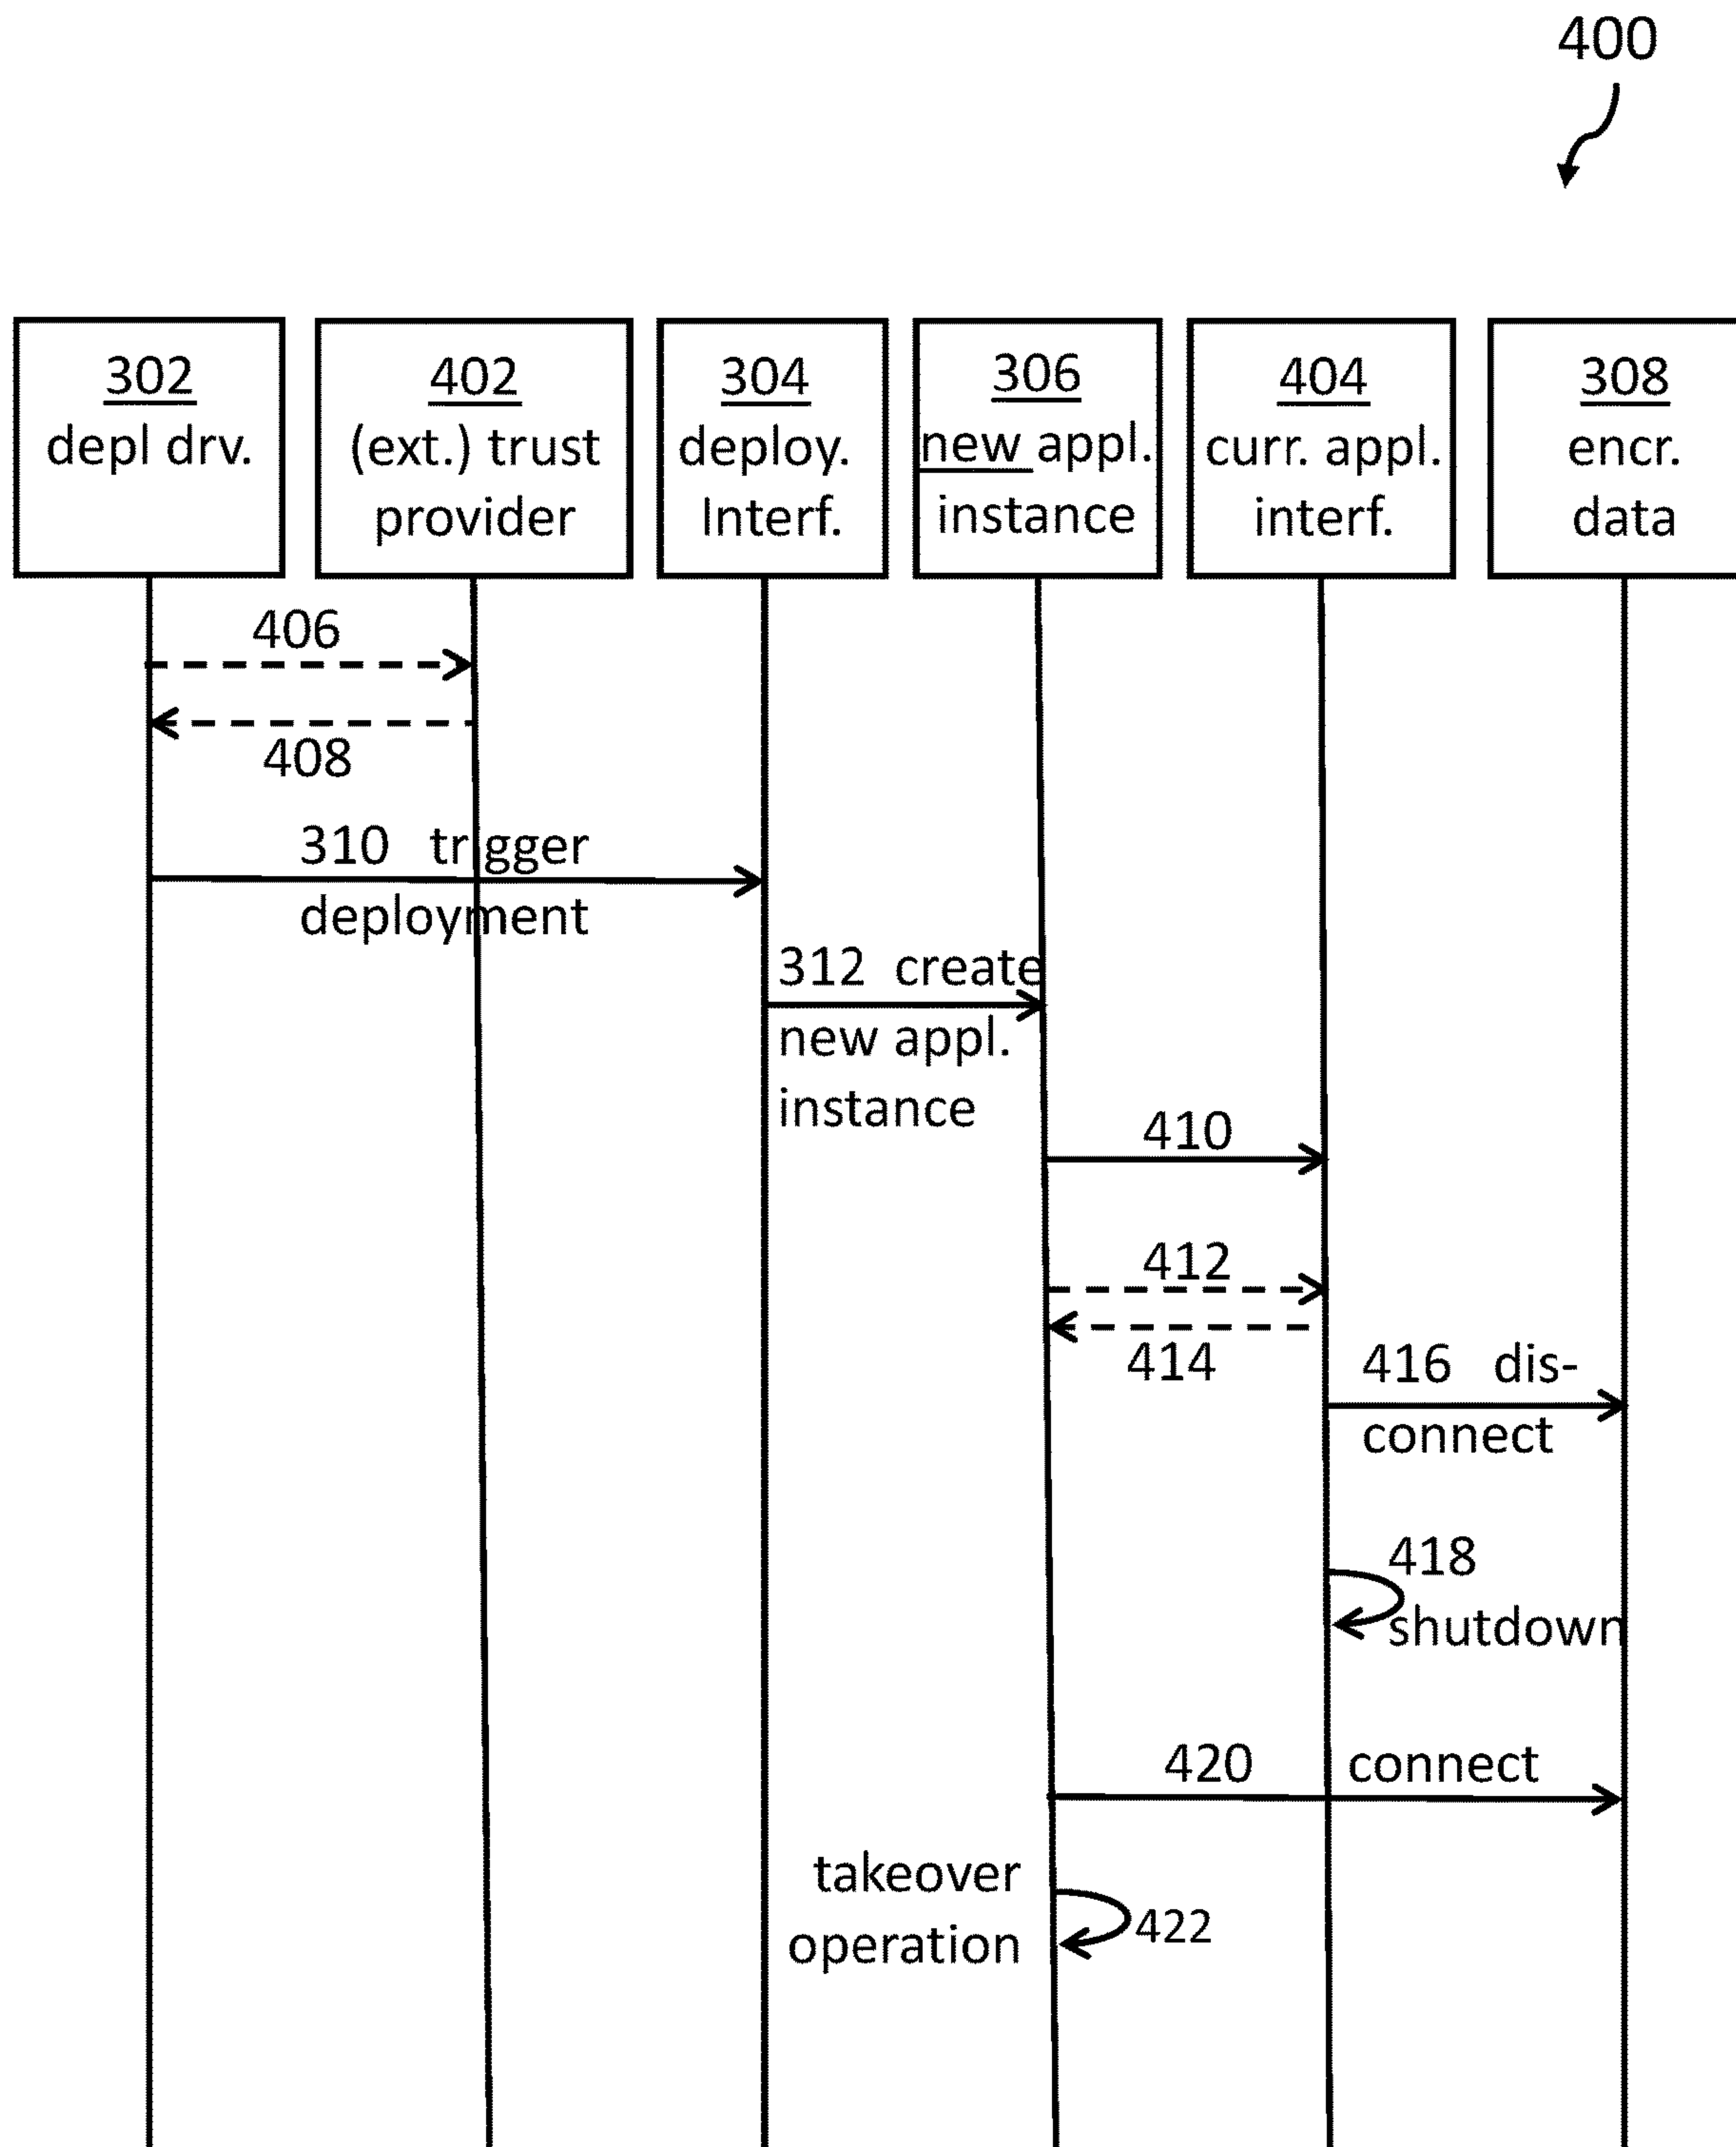 400
302
depl drv.
402
(ext.) trust
provider
304
deploy.
Interf.
306
new appl.
instance
404
curr. appl.
interf.
308
encr.
data
406
408
310 trigger
deployment
312 create
new appl.
instance
410
412
414
416 dis-
connect
418
shutdown
420 connect
takeover
operation
422